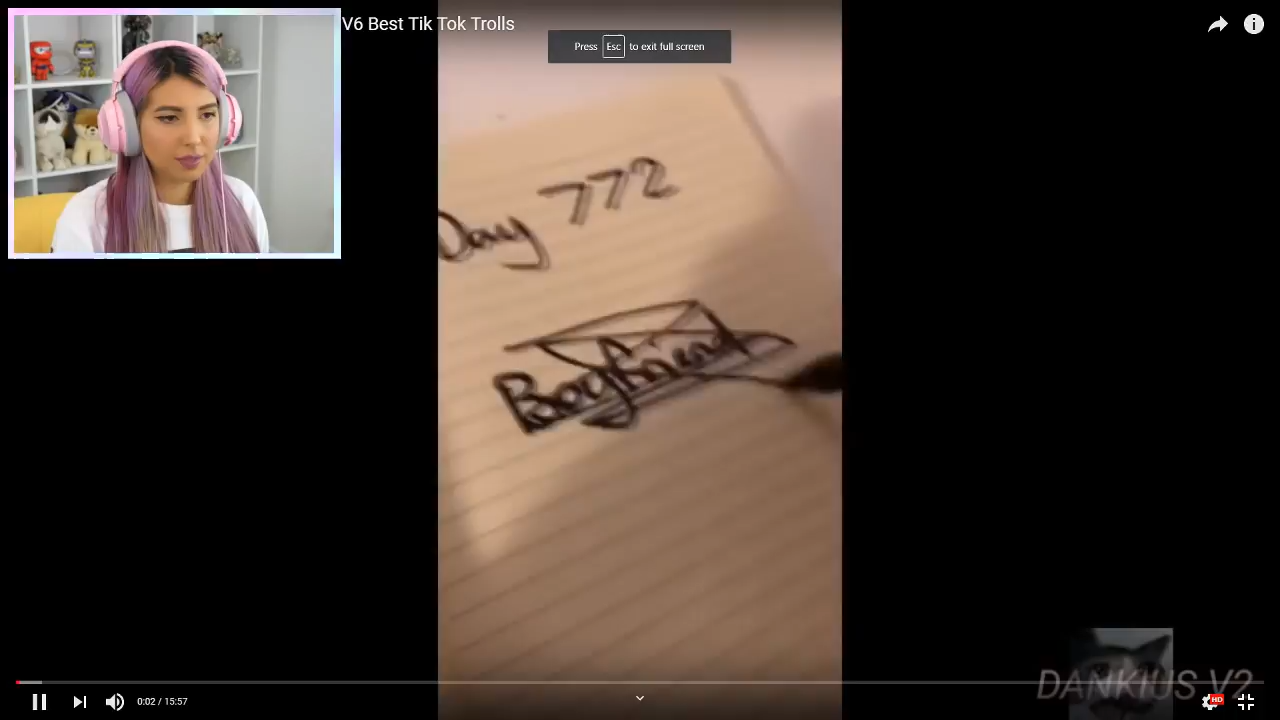 V6 Best Tik Tok Trolls
Press Esc to exit full screen
Day 772
Boyfriend
DANKIUS V2
0:02 / 15:57
HD